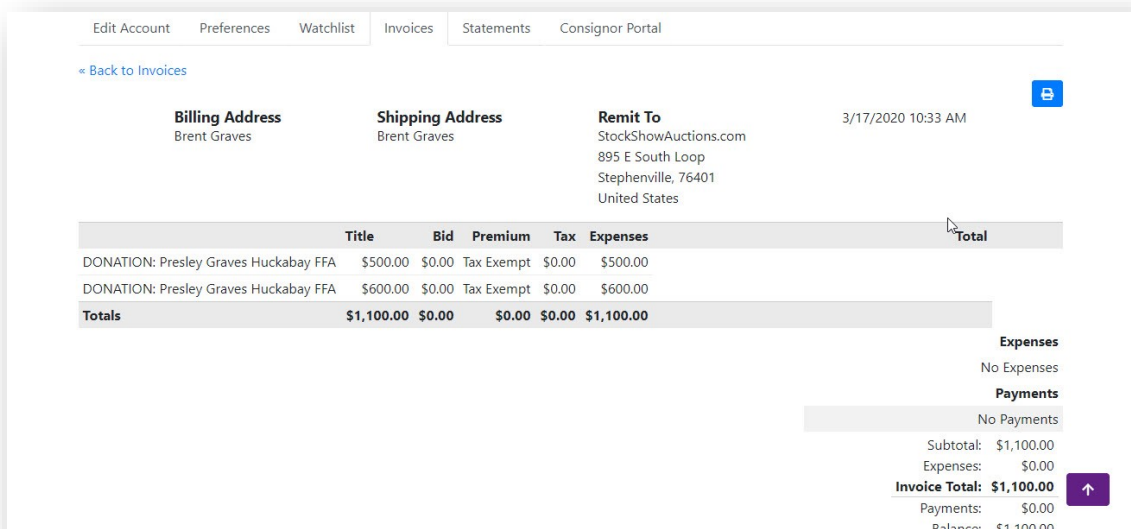 Edit Account Preferences Watchlist Invoices Statements Consignor Portal
« Back to Invoices
Billing Address
Brent Graves
Shipping Address
Brent Graves
Remit To
StockShowAuctions.com
895 E South Loop
Stephenville, 76401
United States
3/17/2020 10:33 AM
Title Bid Premium Tax Expenses Total
DONATION: Presley Graves Huckabay FFA $500.00 $0.00 Tax Exempt $0.00 $500.00
DONATION: Presley Graves Huckabay FFA $600.00 $0.00 Tax Exempt $0.00 $600.00
Totals $1,100.00 $0.00 $0.00 $0.00 $1,100.00
Expenses
No Expenses
Payments
No Payments
Subtotal: $1,100.00
Expenses: $0.00
Invoice Total: $1,100.00
Payments: $0.00
Balance: $1,100.00